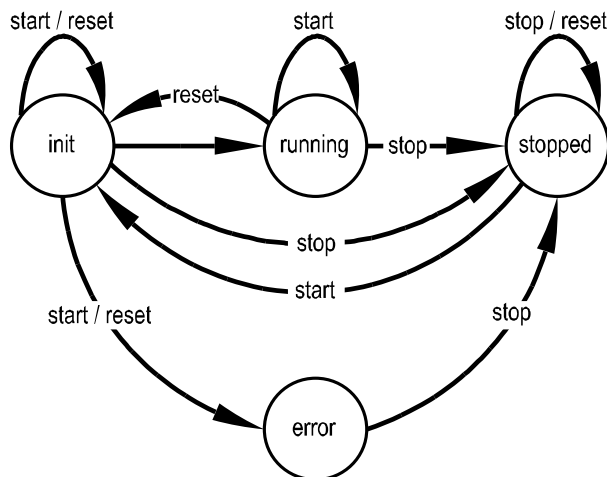 start / reset
start
stop / reset
reset
init
running
stop
stopped
stop
start
start / reset
stop
error